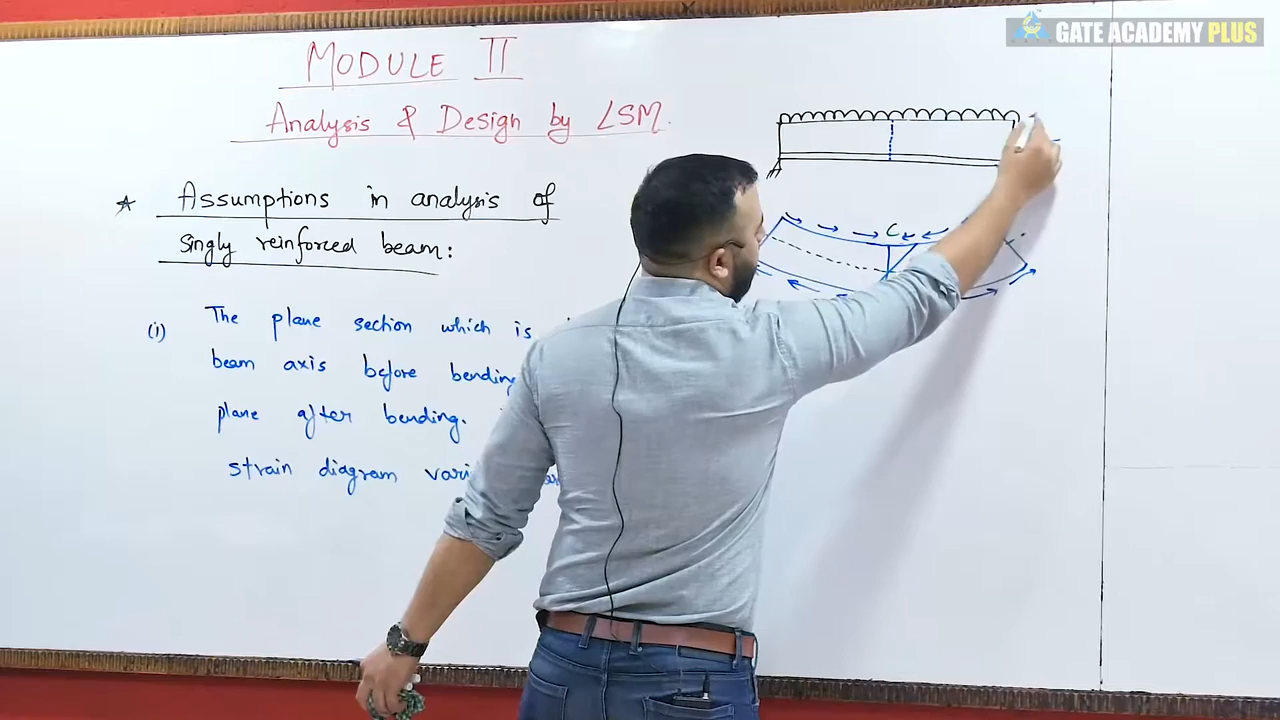 GATE ACADEMY PLUS
MODULE II
Analysis & Design by LSM.
* Assumptions in analysis of
singly reinforced beam:
(i) The plane section which is
beam axis before bending
plane after bending.
strain diagram
C